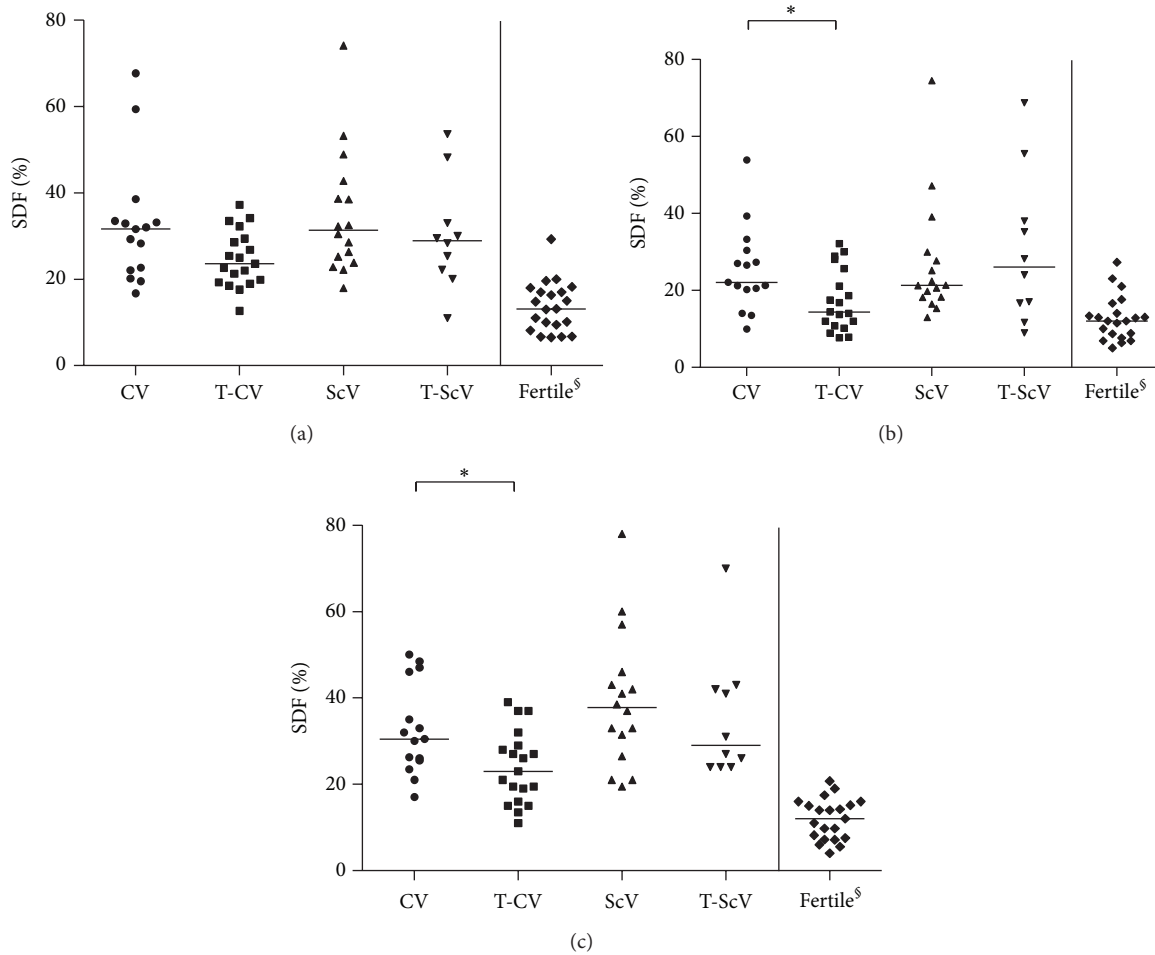 80
60
40
20
0
SDF (%)
CV
T-CV
ScV
T-ScV
Fertile§
(a)
*
80
60
40
20
0
SDF (%)
CV
T-CV
ScV
T-ScV
Fertile§
(b)
*
80
60
40
20
0
SDF (%)
CV
T-CV
ScV
T-ScV
Fertile§
(c)